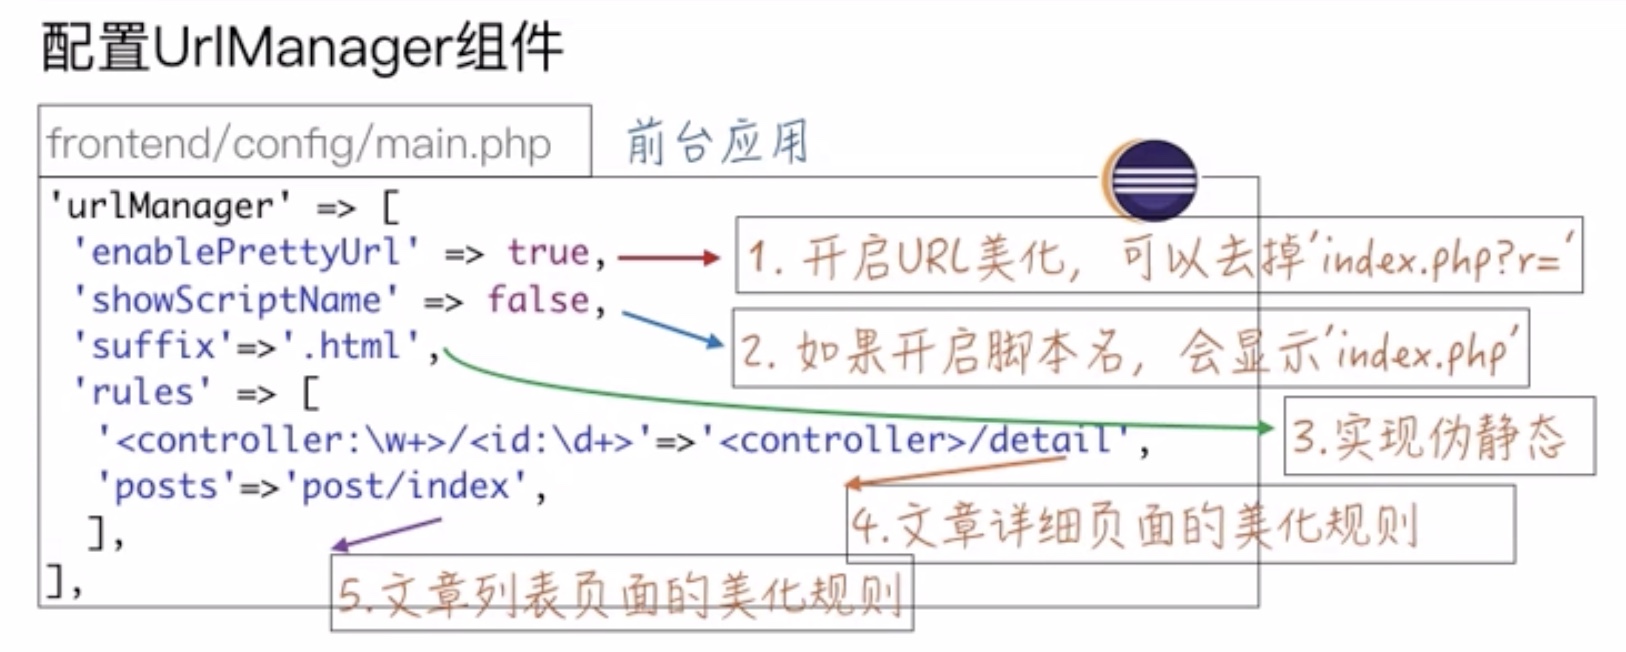 配置UrlManager组件
frontend/config/main.php
前台应用
'urlManager' => [
'enablePrettyUrl' => true,
1. 开启URL美化, 可以去掉'index.php?r='
'showScriptName' => false,
2. 如果开启脚本名, 会显示'index.php'
'suffix'=>'.html',
3.实现伪静态
'rules' => [
'<controller:\w+>/<id:\d+>'=>'<controller>/detail',
4.文章详细页面的美化规则
'posts'=>'post/index',
5.文章列表页面的美化规则
],
],